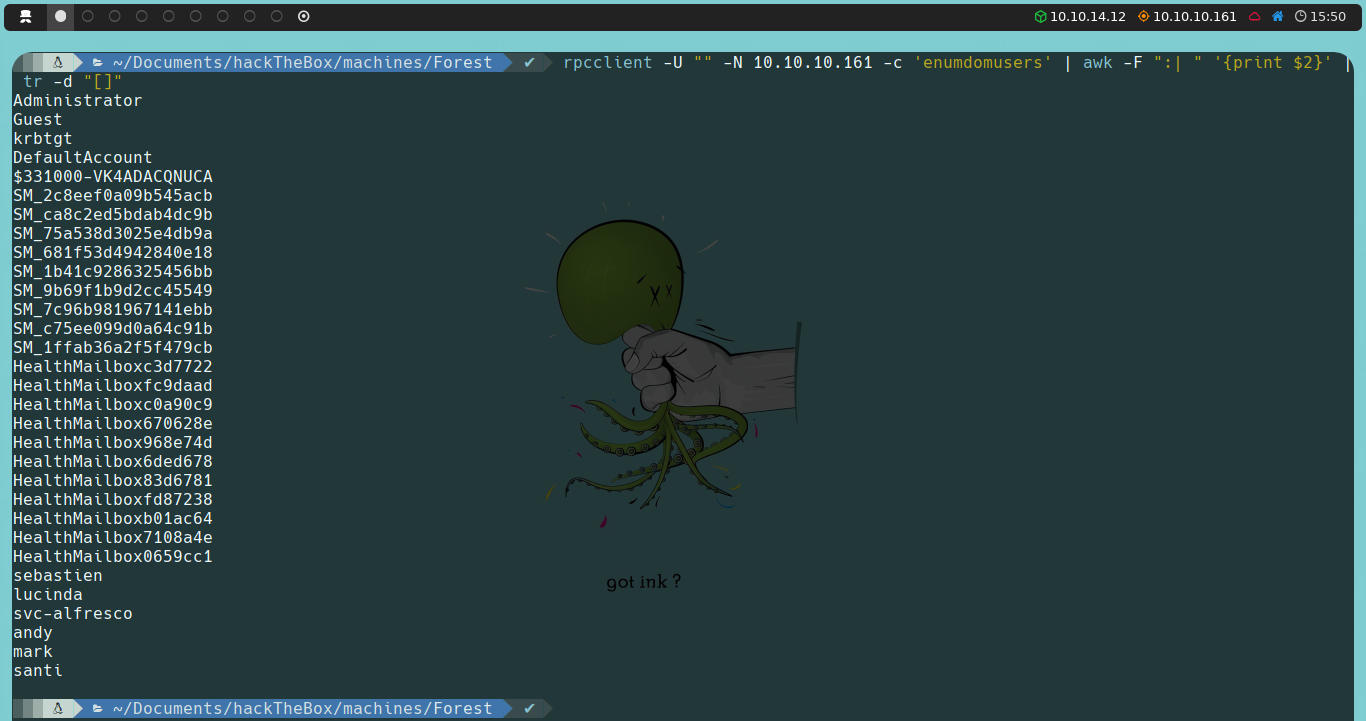 10.10.14.12 10.10.10.161 15:50
~/Documents/hackTheBox/machines/Forest ✔ rpcclient -U "" -N 10.10.10.161 -c 'enumdomusers' | awk -F ":| " '{print $2}' |
tr -d "[]"
Administrator
Guest
krbtgt
DefaultAccount
$331000-VK4ADACQNUCA
SM_2c8eef0a09b545acb
SM_ca8c2ed5bdab4dc9b
SM_75a538d3025e4db9a
SM_681f53d4942840e18
SM_1b41c9286325456bb
SM_9b69f1b9d2cc45549
SM_7c96b981967141ebb
SM_c75ee099d0a64c91b
SM_1ffab36a2f5f479cb
HealthMailboxc3d7722
HealthMailboxfc9daad
HealthMailboxc0a90c9
HealthMailbox670628e
HealthMailbox968e74d
HealthMailbox6ded678
HealthMailbox83d6781
HealthMailboxfd87238
HealthMailboxb01ac64
HealthMailbox7108a4e
HealthMailbox0659cc1
sebastien
lucinda
svc-alfresco
andy
mark
santi
got ink ?
~/Documents/hackTheBox/machines/Forest ✔